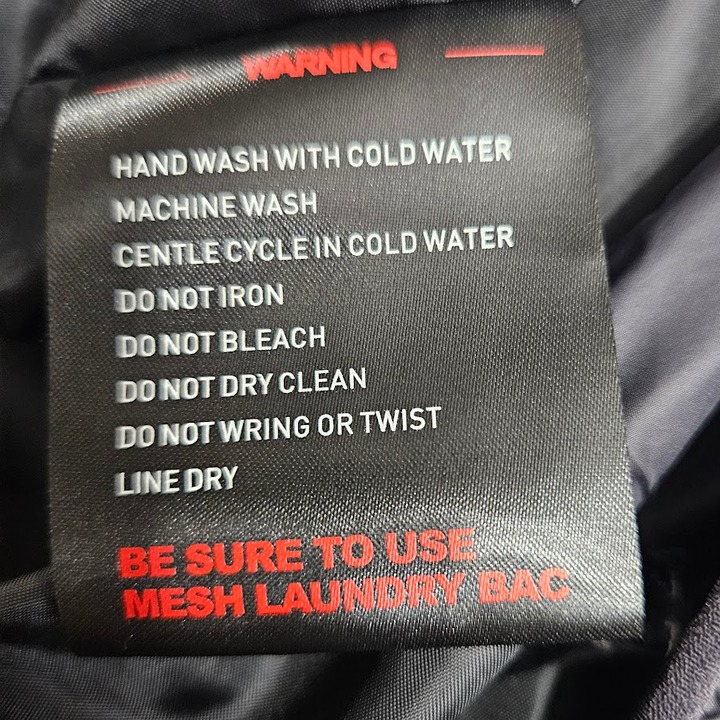 WARNING
HAND WASH WITH COLD WATER
MACHINE WASH
CENTLE CYCLE IN COLD WATER
DO NOT IRON
DO NOT BLEACH
DO NOT DRY CLEAN
DO NOT WRING OR TWIST
LINE DRY
BE SURE TO USE
MESH LAUNDRY BAC